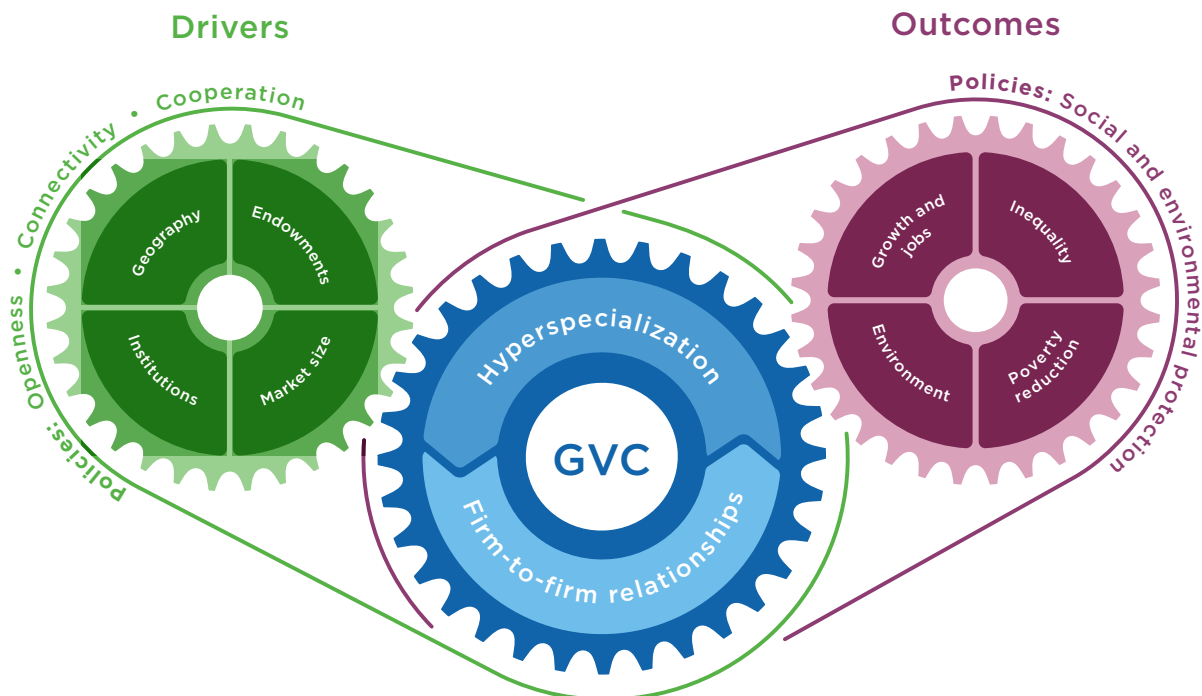 Drivers
Policies: Openness • Connectivity • Cooperation
Geography
Endowments
Institutions
Market size
Hyperspecialization
GVC
Firm-to-firm relationships
Outcomes
Policies: Social and environmental protection
Growth and
jobs
Inequality
Environment
Poverty
reduction